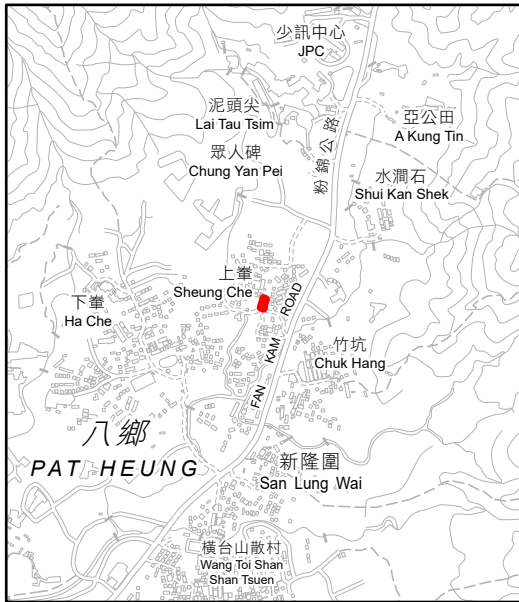 少訊中心
JPC
泥頭尖
Lai Tau Tsim
亞公田
A Kung Tin
眾人碑
Chung Yan Pei
粉錦公路
水澗石
Shui Kan Shek
上輋
Sheung Che
下輋
Ha Che
FAN KAM ROAD
竹坑
Chuk Hang
八鄉
PAT HEUNG
新隆圍
San Lung Wai
橫台山散村
Wang Toi Shan
Shan Tsuen